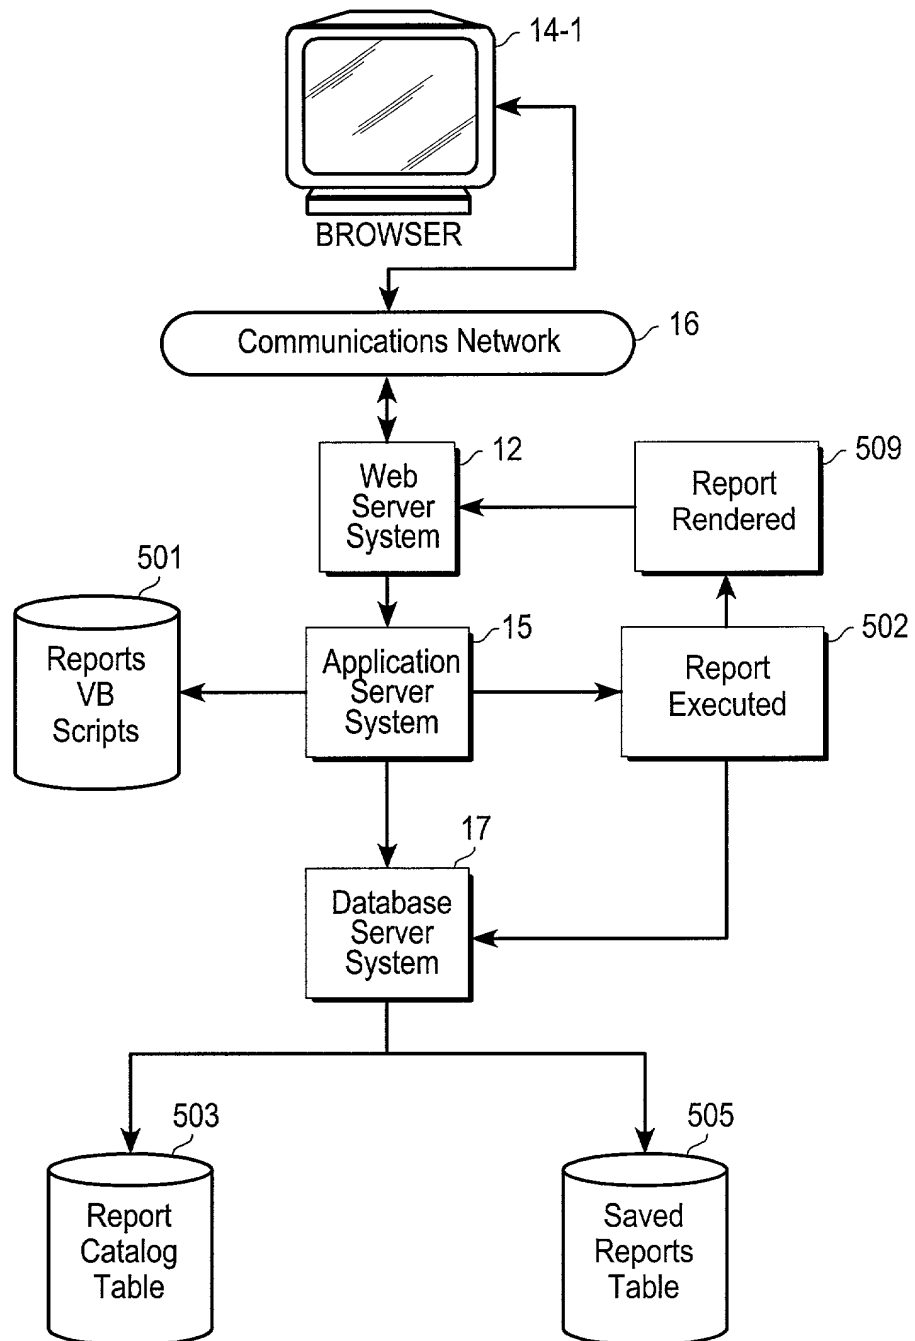 14-1
BROWSER
Communications Network
16
12
Web
Server
System
509
Report
Rendered
501
Reports
VB
Scripts
15
Application
Server
System
502
Report
Executed
17
Database
Server
System
503
Report
Catalog
Table
505
Saved
Reports
Table